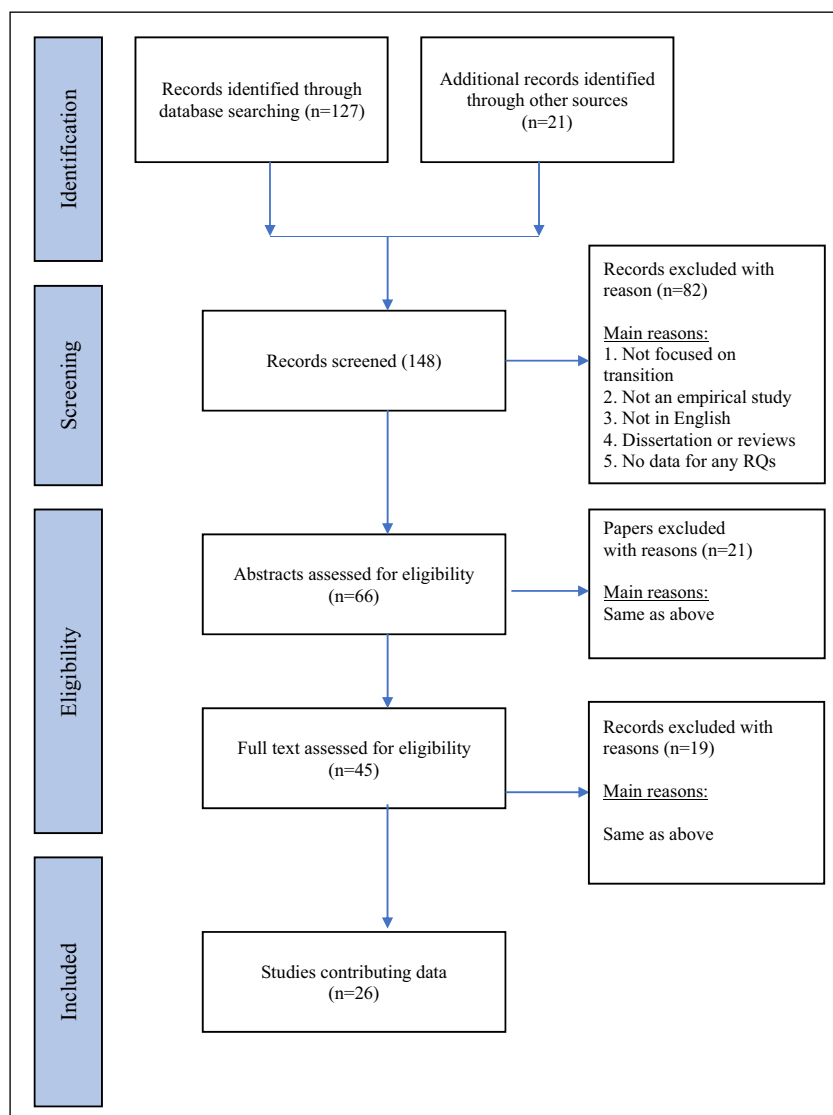 Identification
Records identified through
database searching (n=127)
Additional records identified
through other sources
(n=21)
Screening
Records screened (148)
Records excluded with
reason (n=82)
Main reasons:
1. Not focused on
transition
2. Not an empirical study
3. Not in English
4. Dissertation or reviews
5. No data for any RQs
Eligibility
Abstracts assessed for eligibility
(n=66)
Papers excluded
with reasons (n=21)
Main reasons:
Same as above
Full text assessed for eligibility
(n=45)
Records excluded with
reasons (n=19)
Main reasons:
Same as above
Included
Studies contributing data
(n=26)